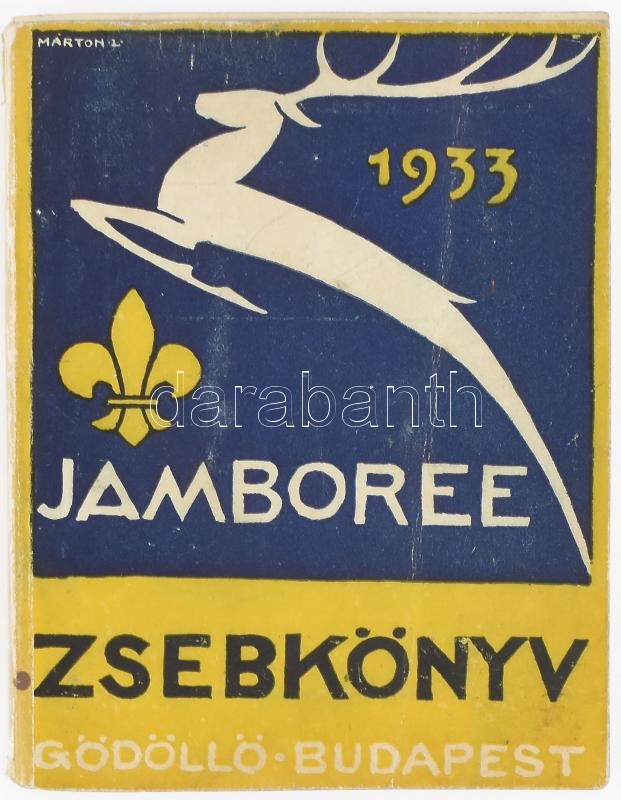 MÁRTON L.
1933
darabanth
JAMBOREE
ZSEBKÖNYV
GÖDÖLLŐ · BUDAPEST